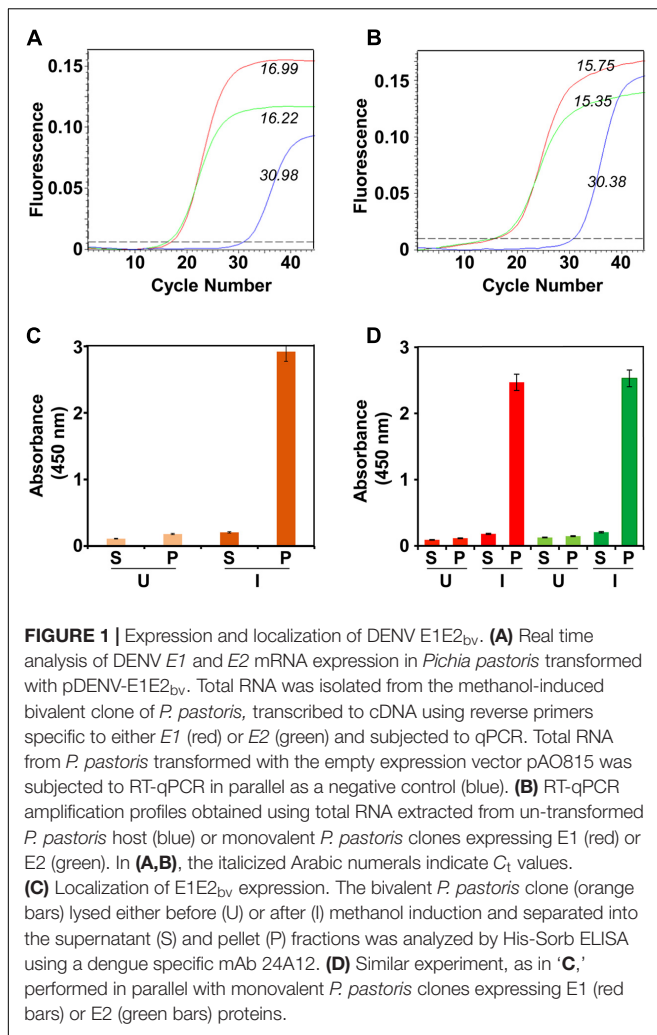 A
B
Fluorescence
0.15
0.10
0.05
0
16.99
16.22
30.98
10 20 30 40
Cycle Number
Fluorescence
0.15
0.10
0.05
0
15.75
15.35
30.38
10 20 30 40
Cycle Number
C
D
Absorbance
(450 nm)
3
2
1
0
S P S P
U I
Absorbance
(450 nm)
3
2
1
0
S P S P S P S P
U I U I
FIGURE 1 | Expression and localization of DENV E1E2bv. (A) Real time
analysis of DENV E1 and E2 mRNA expression in Pichia pastoris transformed
with pDENV-E1E2bv. Total RNA was isolated from the methanol-induced
bivalent clone of P. pastoris, transcribed to cDNA using reverse primers
specific to either E1 (red) or E2 (green) and subjected to qPCR. Total RNA
from P. pastoris transformed with the empty expression vector pAO815 was
subjected to RT-qPCR in parallel as a negative control (blue). (B) RT-qPCR
amplification profiles obtained using total RNA extracted from un-transformed
P. pastoris host (blue) or monovalent P. pastoris clones expressing E1 (red) or
E2 (green). In (A,B), the italicized Arabic numerals indicate Ct values.
(C) Localization of E1E2bv expression. The bivalent P. pastoris clone (orange
bars) lysed either before (U) or after (I) methanol induction and separated into
the supernatant (S) and pellet (P) fractions was analyzed by His-Sorb ELISA
using a dengue specific mAb 24A12. (D) Similar experiment, as in ‘C,’
performed in parallel with monovalent P. pastoris clones expressing E1 (red
bars) or E2 (green bars) proteins.